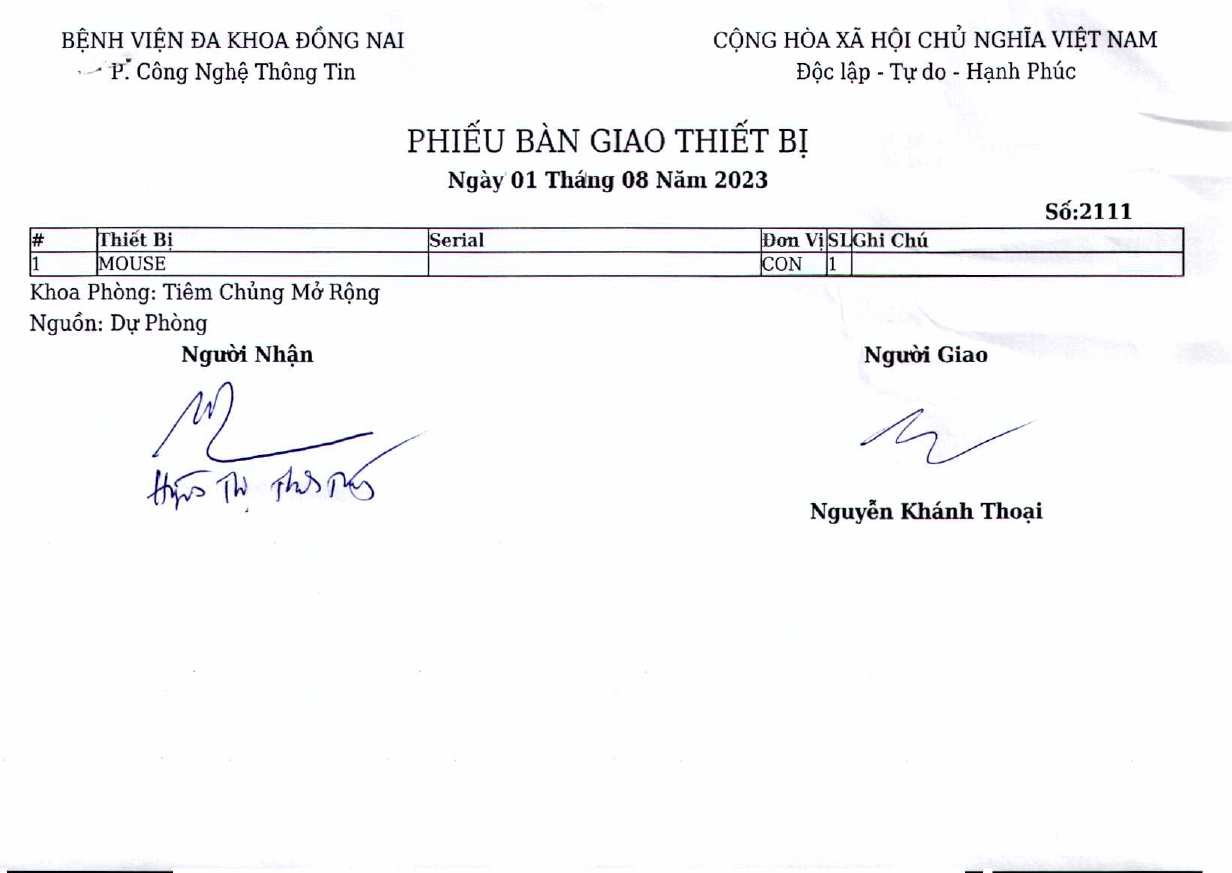 BỆNH VIỆN ĐA KHOA ĐỒNG NAI
P. Công Nghệ Thông Tin
CỘNG HÒA XÃ HỘI CHỦ NGHĨA VIỆT NAM
Độc lập - Tự do - Hạnh Phúc
PHIẾU BÀN GIAO THIẾT BỊ
Ngày 01 Tháng 08 Năm 2023
Số:2111
# Thiết Bị Serial Đơn Vị SL Ghi Chú
1 MOUSE CON 1
Khoa Phòng: Tiêm Chủng Mở Rộng
Nguồn: Dự Phòng
Người Nhận Người Giao
Thị
Nguyễn Khánh Thoại